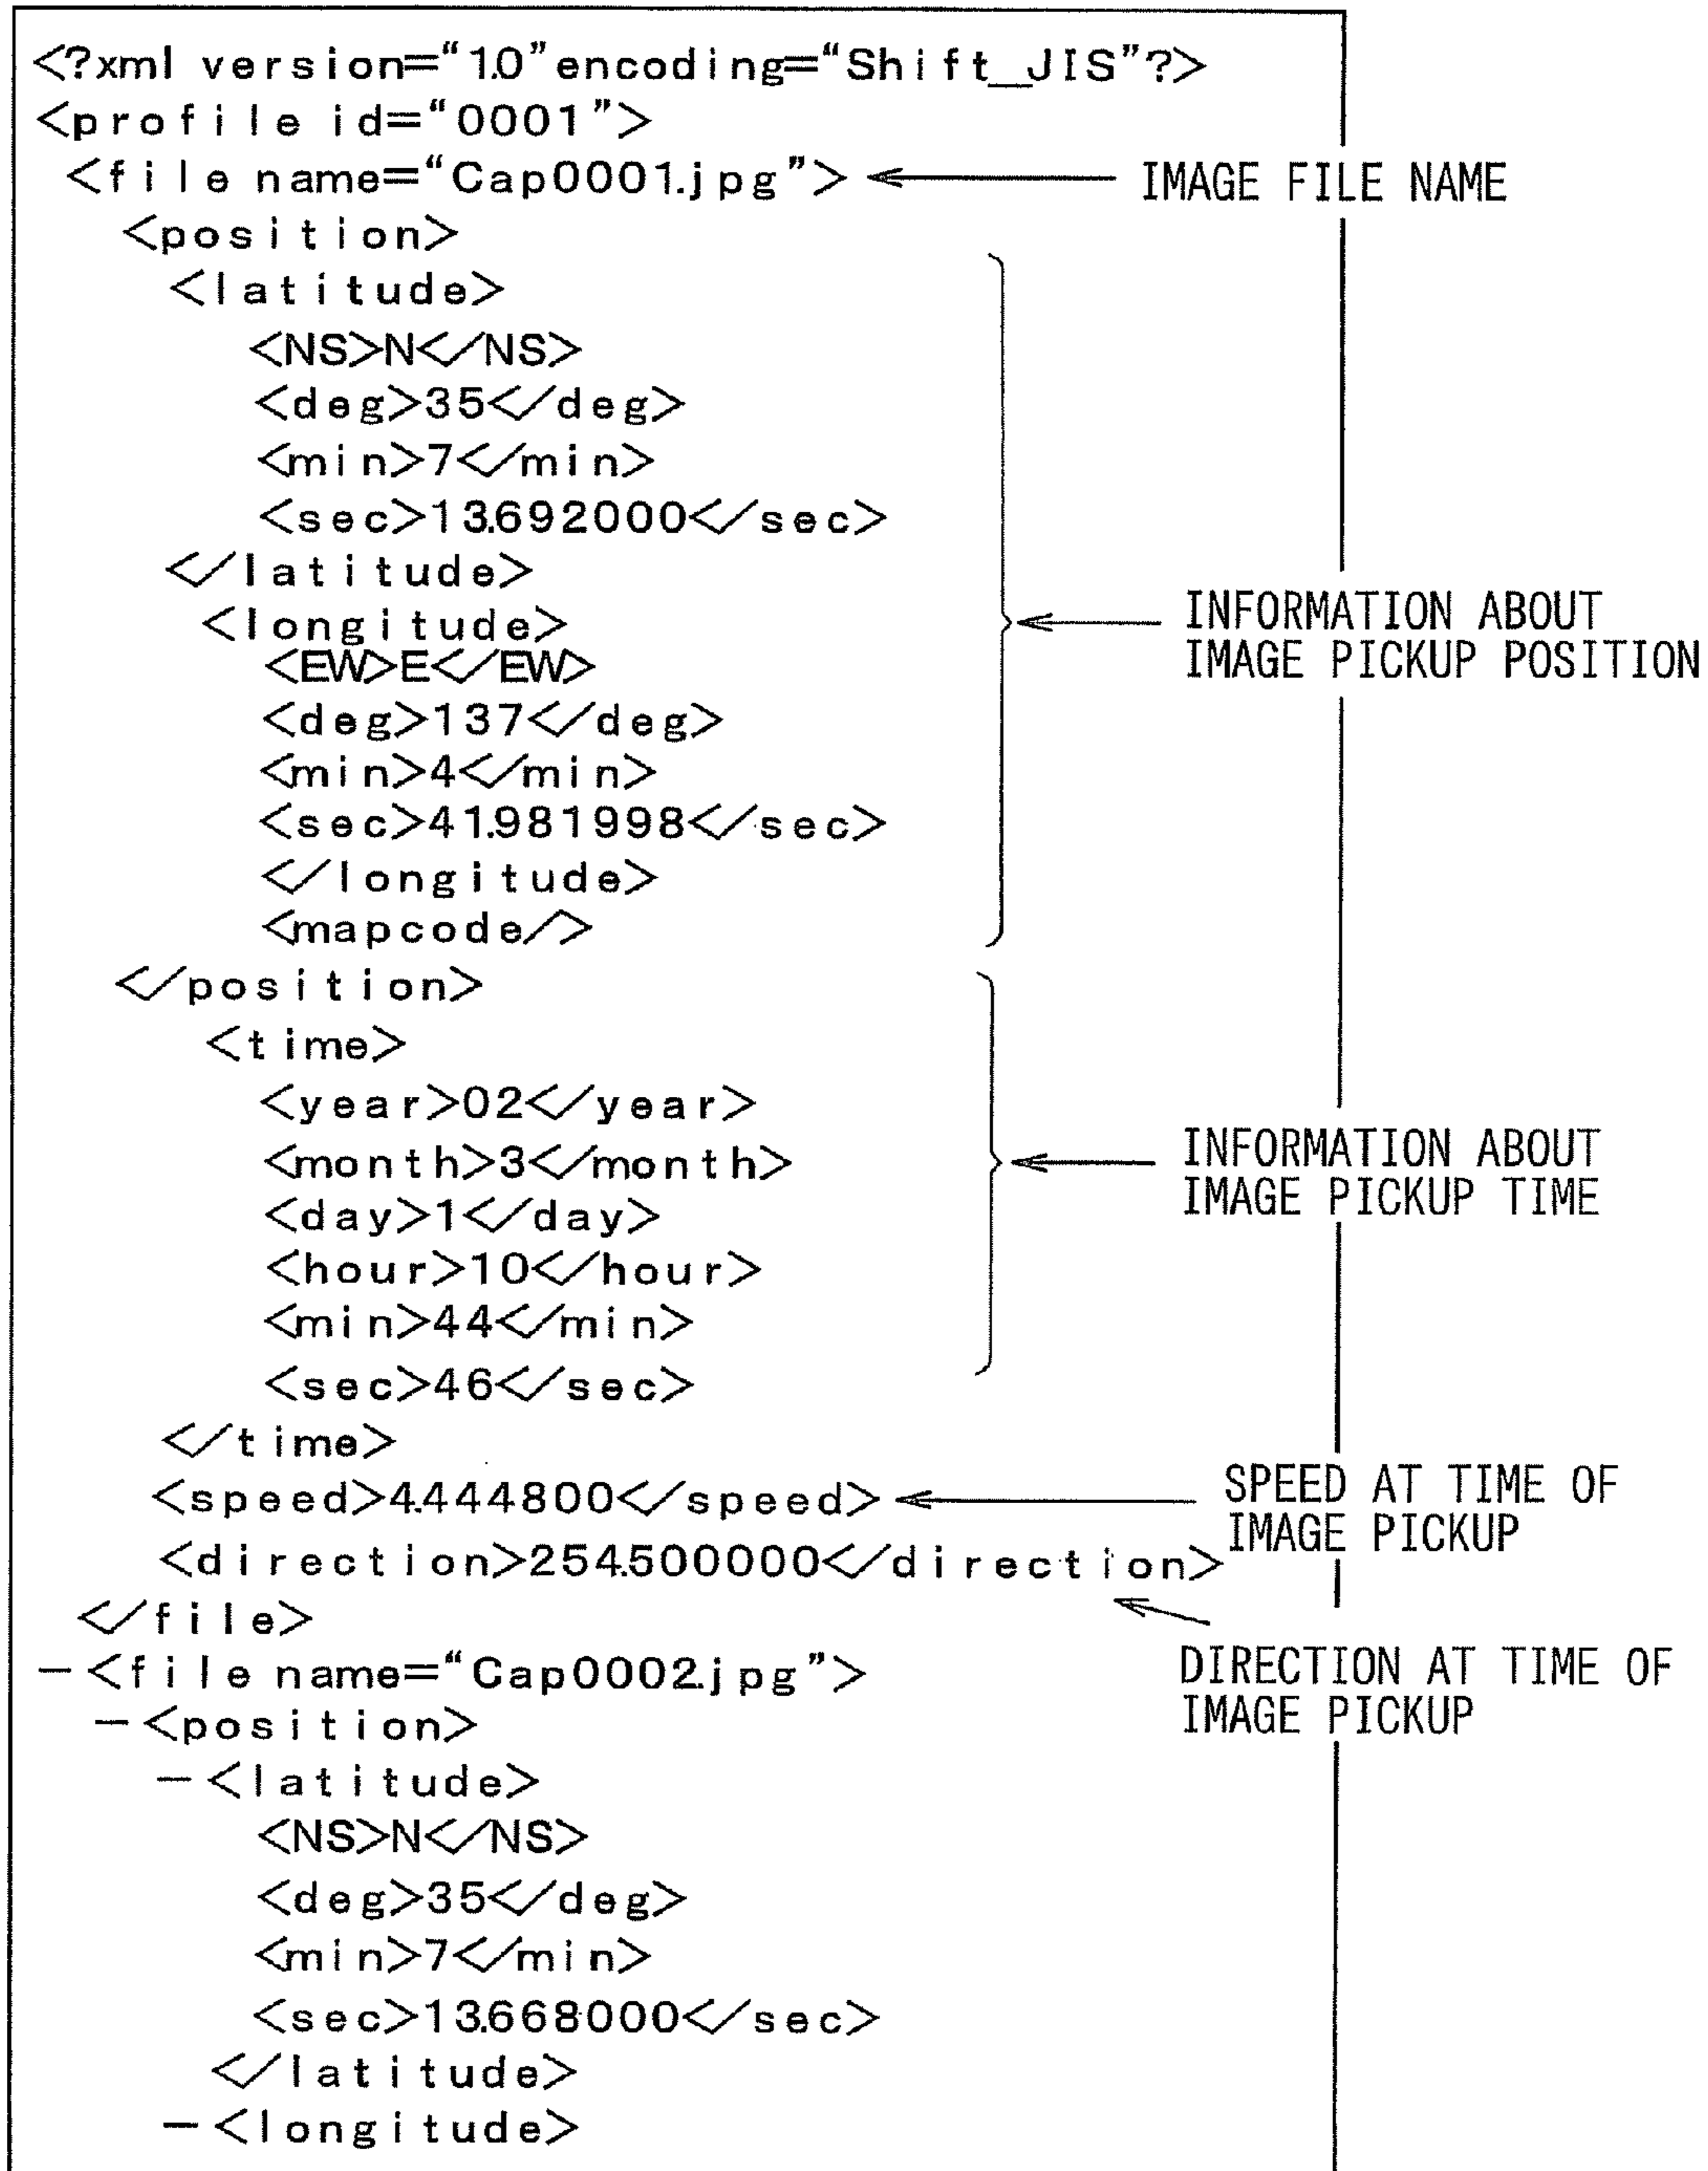 <?xml version=“1.0”encoding=“Shift_JIS”?>
<profile id=“0001”>
<file name=“Cap0001.jpg”>
IMAGE FILE NAME
<position>
<latitude>
<NS>N</NS>
<deg>35</deg>
<min>7</min>
<sec>13.692000</sec>
</latitude>
<longitude>
<EW>E</EW>
<deg>137</deg>
<min>4</min>
<sec>41.981998</sec>
</longitude>
<mapcode/>
INFORMATION ABOUT
IMAGE PICKUP POSITION
</position>
<time>
<year>02</year>
<month>3</month>
<day>1</day>
<hour>10</hour>
<min>44</min>
<sec>46</sec>
INFORMATION ABOUT
IMAGE PICKUP TIME
</time>
<speed>4.444800</speed>
SPEED AT TIME OF
IMAGE PICKUP
<direction>254.500000</direction>
DIRECTION AT TIME OF
IMAGE PICKUP
</file>
-<file name=“Cap0002.jpg”>
-<position>
-<latitude>
<NS>N</NS>
<deg>35</deg>
<min>7</min>
<sec>13.668000</sec>
</latitude>
-<longitude>